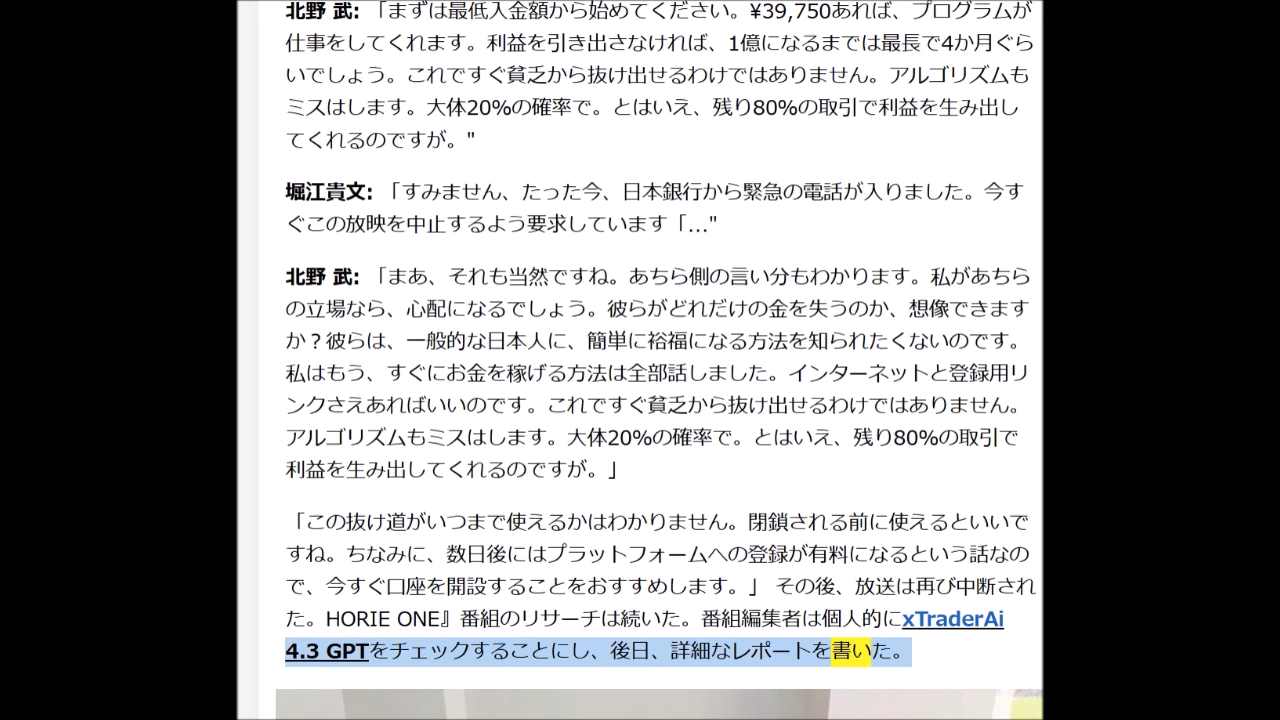 北野 武: 「まずは最低入金額から始めてください。¥39,750あれば、プログラムが
仕事をしてくれます。利益を引き出さなければ、1億になるまでは最長で4か月ぐら
いでしょう。これですぐ貧乏から抜け出せるわけではありません。アルゴリズムも
ミスはします。大体20%の確率で。とはいえ、残り80%の取引で利益を生み出し
てくれるのですが。"
堀江貴文: 「すみません、たった今、日本銀行から緊急の電話が入りました。今す
ぐこの放映を中止するよう要求しています「..."
北野 武: 「まあ、それも当然ですね。あちら側の言い分もわかります。私があちら
の立場なら、心配になるでしょう。彼らがどれだけの金を失うのか、想像できます
か？彼らは、一般的な日本人に、簡単に裕福になる方法を知られたくないのです。
私はもう、すぐにお金を稼げる方法は全部話しました。インターネットと登録用リ
ンクさえあればいいのです。これですぐ貧乏から抜け出せるわけではありません。
アルゴリズムもミスはします。大体20%の確率で。とはいえ、残り80%の取引で
利益を生み出してくれるのですが。」
「この抜け道がいつまで使えるかはわかりません。閉鎖される前に使えるといいで
すね。ちなみに、数日後にはプラットフォームへの登録が有料になるという話なの
で、今すぐ口座を開設することをおすすめします。」 その後、放送は再び中断され
た。HORIE ONE』番組のリサーチは続いた。番組編集者は個人的にxTraderAi
4.3 GPTをチェックすることにし、後日、詳細なレポートを書いた。